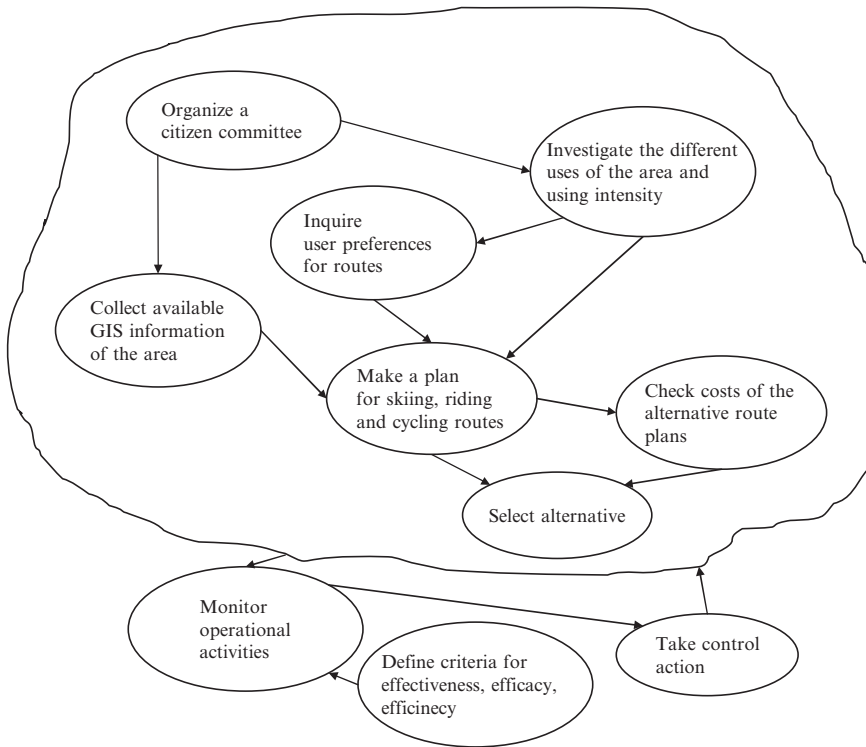 Organize a
citizen committee
Investigate the different
uses of the area and
using intensity
Inquire
user preferences
for routes
Collect available
GIS information
of the area
Make a plan
for skiing, riding
and cycling routes
Check costs of the
alternative route
plans
Select alternative
Monitor
operational
activities
Define criteria for
effectiveness, efficacy,
efficinecy
Take control
action